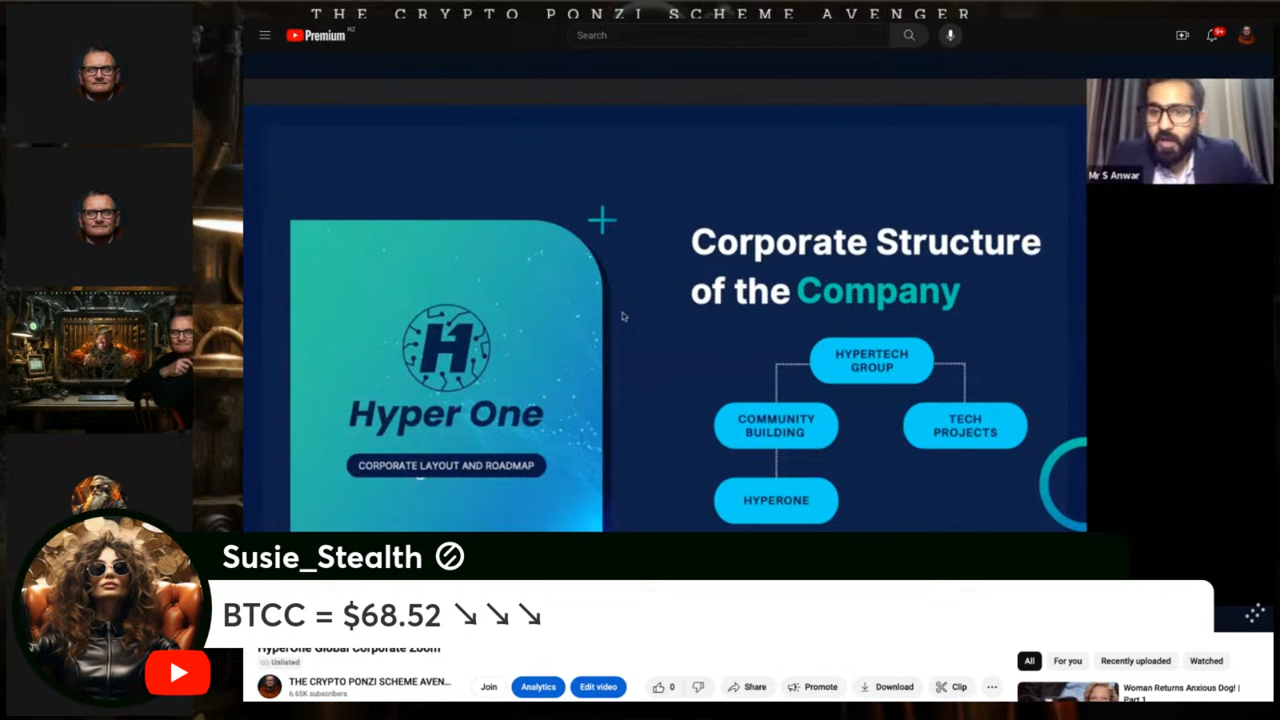 THE CRYPTO PONZI SCHEME AVENGER
Premium NZ
Search
9+
Mr S Anwar
Corporate Structure
of the Company
H1
Hyper One
CORPORATE LAYOUT AND ROADMAP
HYPERTECH
GROUP
COMMUNITY
BUILDING
TECH
PROJECTS
HYPERONE
Susie_Stealth
BTCC = $68.52 ↘↘↘
HyperOne Global Corporate Zoom
Unlisted
THE CRYPTO PONZI SCHEME AVEN...
6.65K subscribers
Join
Analytics
Edit video
0
Share
Promote
Download
Clip
...
All
For you
Recently uploaded
Watched
Woman Returns Anxious Dog! |
Part 1